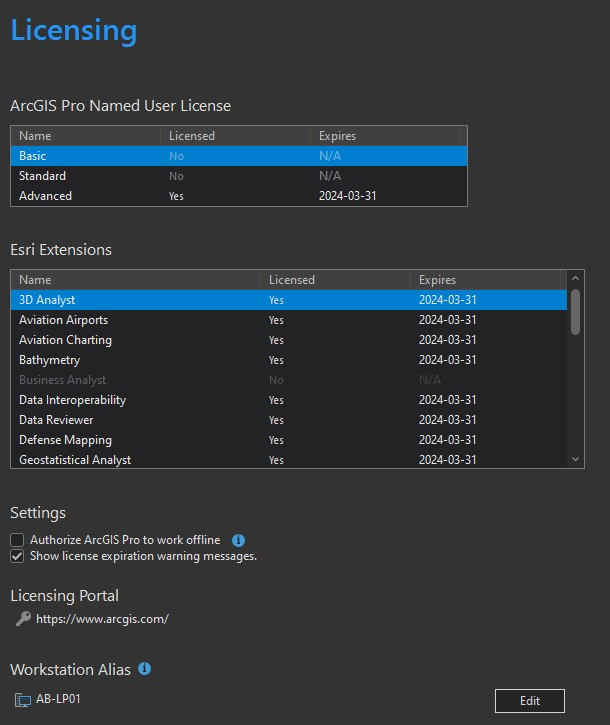 Licensing
ArcGIS Pro Named User License
Name Licensed Expires
Basic No N/A
Standard No N/A
Advanced Yes 2024-03-31
Esri Extensions
Name Licensed Expires
3D Analyst Yes 2024-03-31
Aviation Airports Yes 2024-03-31
Aviation Charting Yes 2024-03-31
Bathymetry Yes 2024-03-31
Business Analyst No N/A
Data Interoperability Yes 2024-03-31
Data Reviewer Yes 2024-03-31
Defense Mapping Yes 2024-03-31
Geostatistical Analyst Yes 2024-03-31
Settings
Authorize ArcGIS Pro to work offline
Show license expiration warning messages.
Licensing Portal
https://www.arcgis.com/
Workstation Alias
AB-LP01 Edit